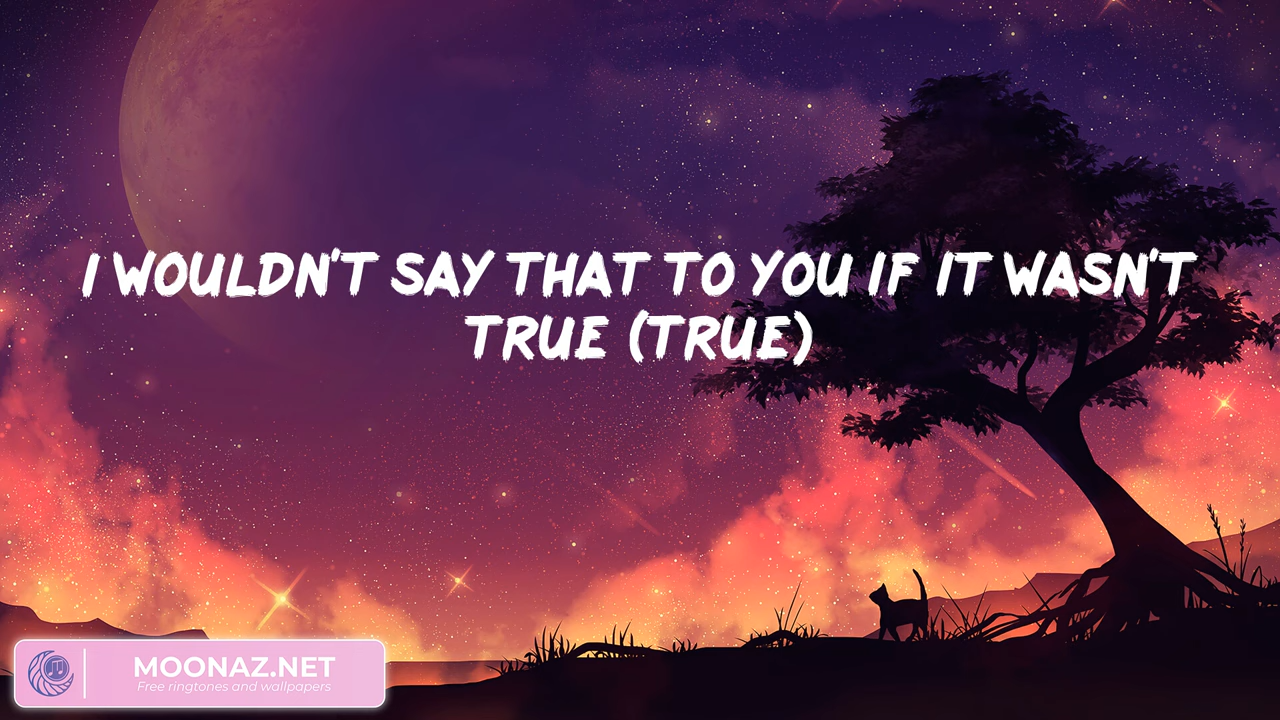 I WOULDN'T SAY THAT TO YOU IF IT WASN'T
TRUE (TRUE)
MOONAZ.NET
Free ringtones and wallpapers